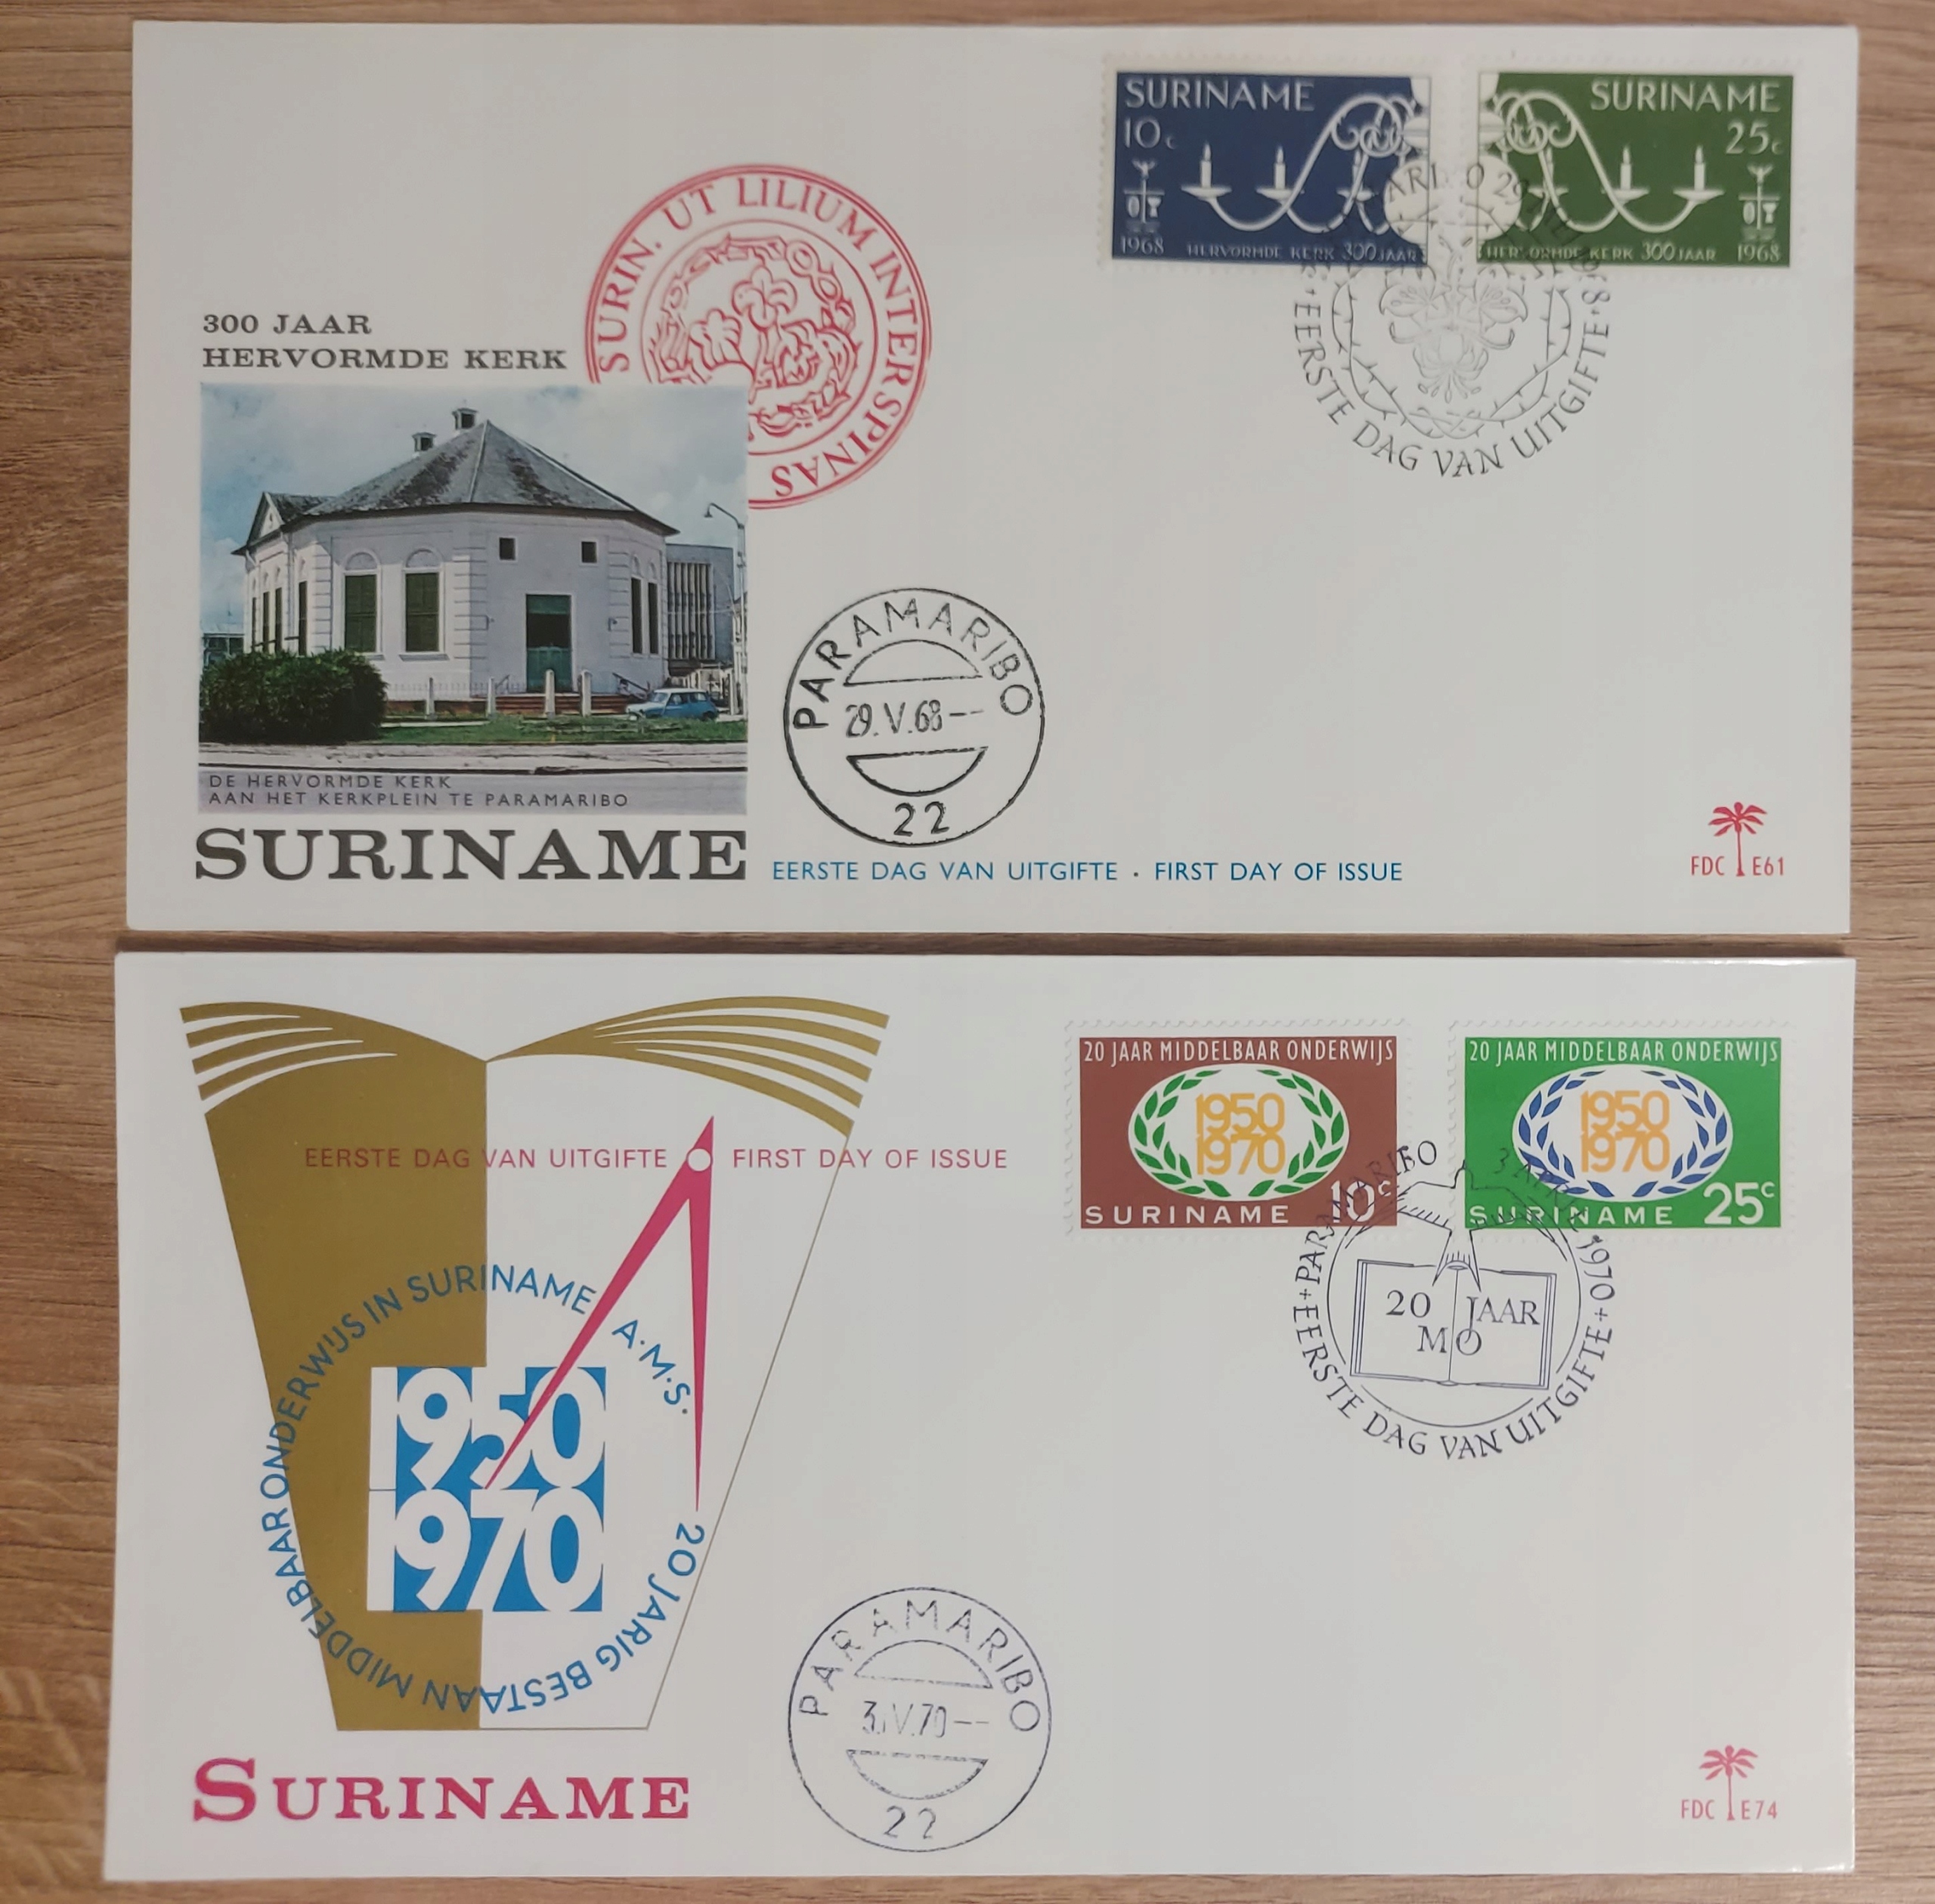 SURINAME
10c
1968 HERVORMDE KERK 300 JAAR
SURINAME
25c
HERVORMDE KERK 300 JAAR 1968
EERSTE DAG VAN UITGIFTE
SURIN. UT LILIUM INTER SPINAS
300 JAAR
HERVORMDE KERK
DE HERVORMDE KERK
AAN HET KERKPLEIN TE PARAMARIBO
SURINAME
PARAMARIBO
29.V.68--
22
EERSTE DAG VAN UITGIFTE · FIRST DAY OF ISSUE
FDC E61
20 JAAR MIDDELBAAR ONDERWIJS
1950
1970
SURINAME 10c
20 JAAR MIDDELBAAR ONDERWIJS
1950
1970
SURINAME 25c
PARAMARIBO 3 APRIL 1970
EERSTE DAG VAN UITGIFTE
20 JAAR
MO
EERSTE DAG VAN UITGIFTE FIRST DAY OF ISSUE
20 JARIG BESTAAN MIDDELBAAR ONDERWIJS IN SURINAME A.M.S.
1950
1970
SURINAME
PARAMARIBO
22
FDC E74